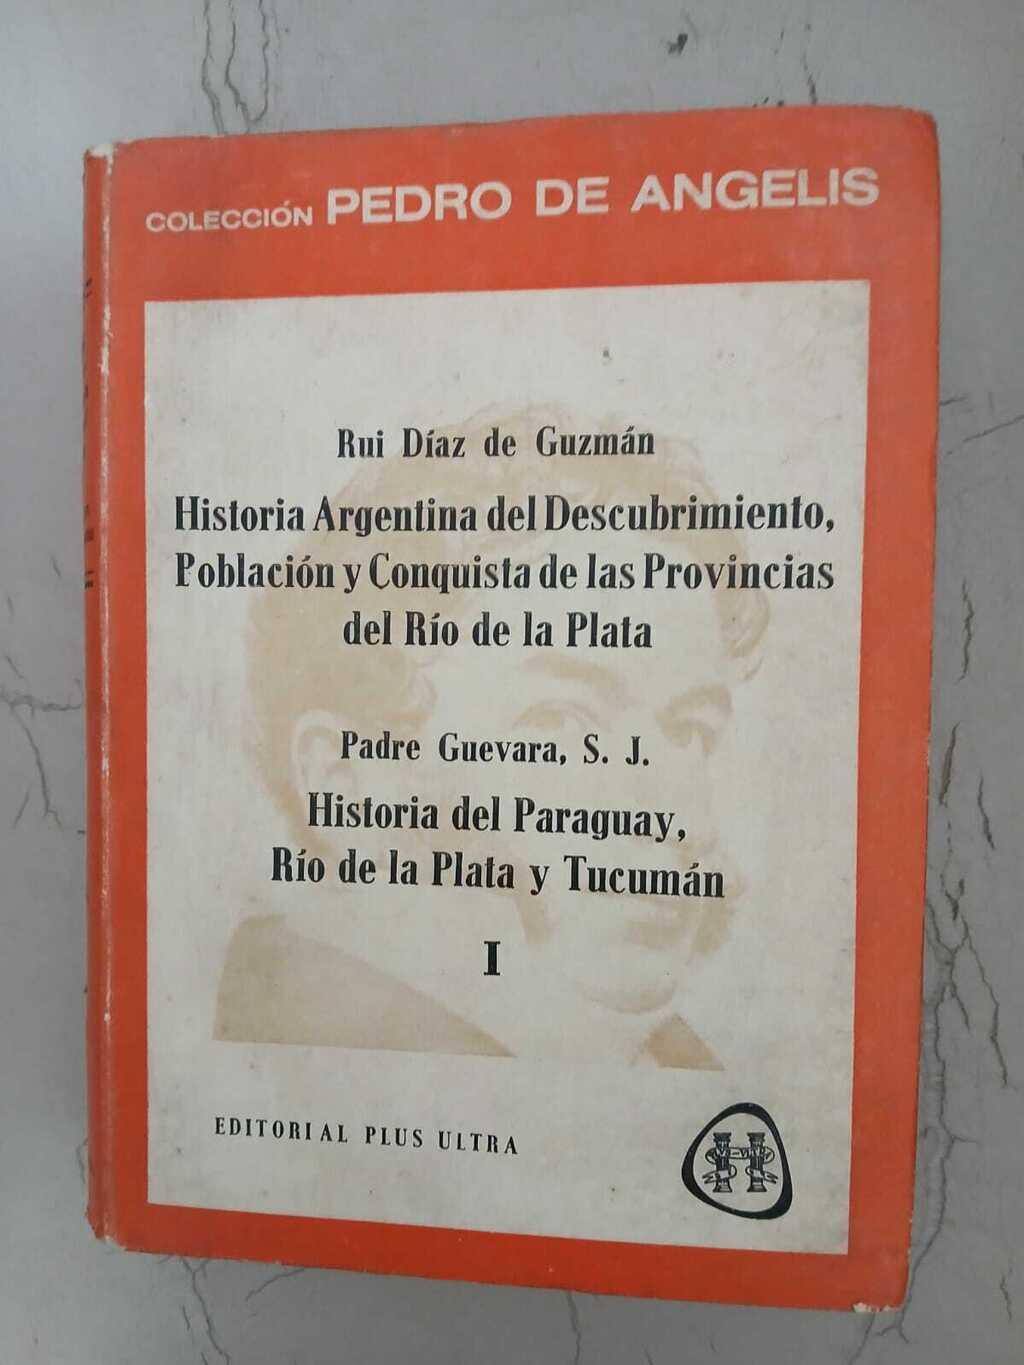 COLECCIÓN PEDRO DE ANGELIS
Rui Díaz de Guzmán
Historia Argentina del Descubrimiento,
Población y Conquista de las Provincias
del Río de la Plata
Padre Guevara, S. J.
Historia del Paraguay,
Río de la Plata y Tucumán
I
EDITORIAL PLUS ULTRA